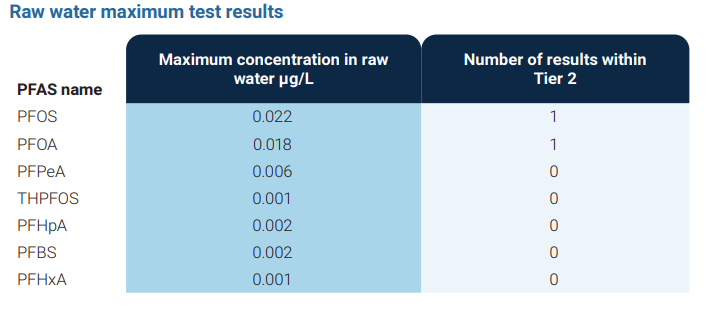 Raw water maximum test results
PFAS name
Maximum concentration in raw
water µg/L
Number of results within
Tier 2
PFOS 0.022 1
PFOA 0.018 1
PFPeA 0.006 0
THPFOS 0.001 0
PFHpA 0.002 0
PFBS 0.002 0
PFHxA 0.001 0